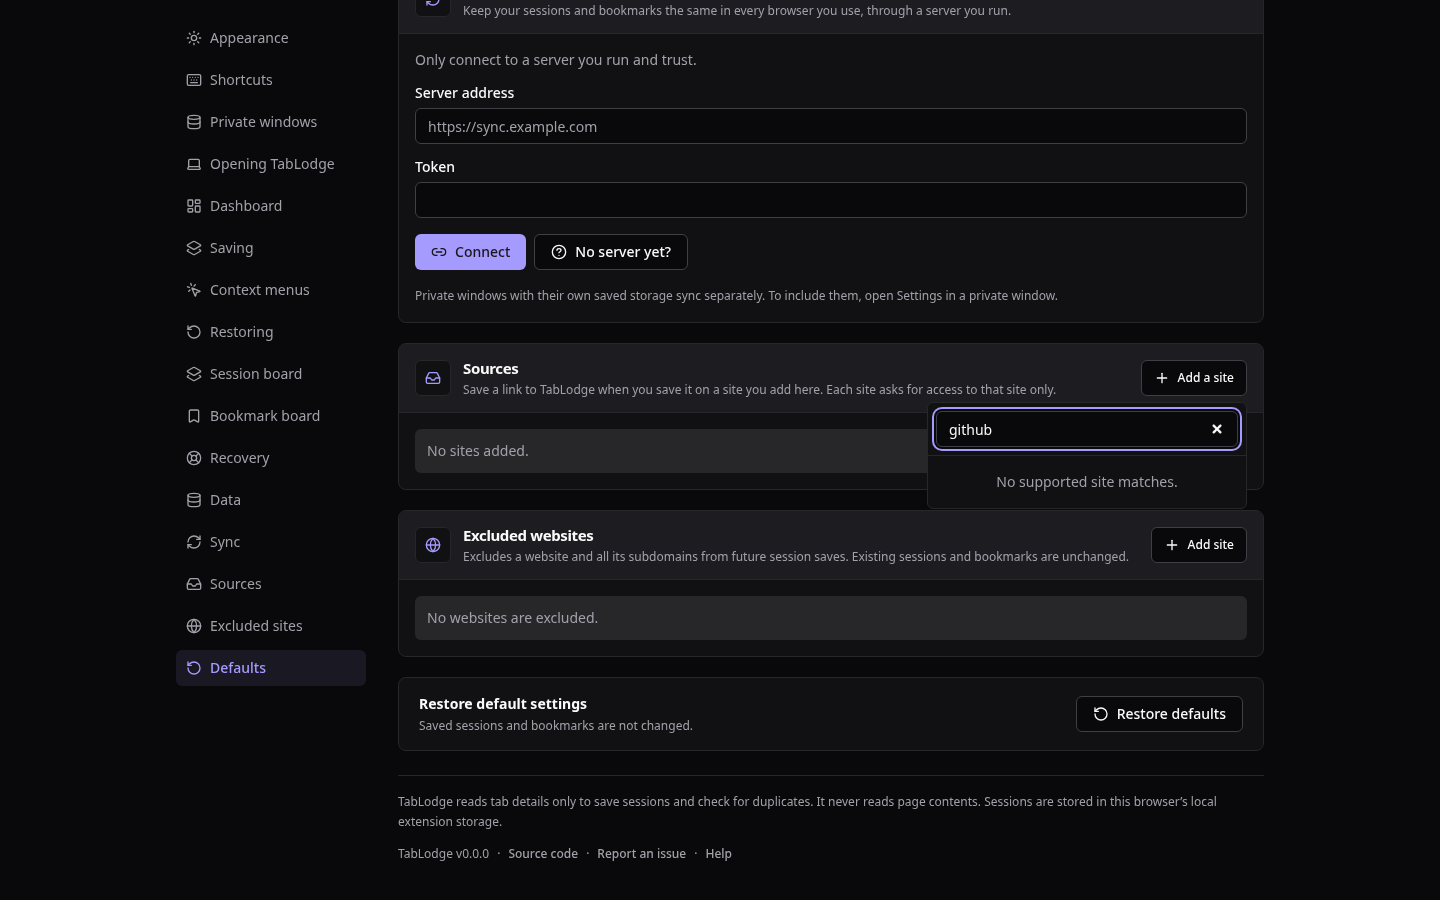 Keep your sessions and bookmarks the same in every browser you use, through a server you run.
Appearance
Shortcuts
Private windows
Opening TabLodge
Dashboard
Saving
Context menus
Restoring
Session board
Bookmark board
Recovery
Data
Sync
Sources
Excluded sites
Defaults
Only connect to a server you run and trust.
Server address
https://sync.example.com
Token
Connect
No server yet?
Private windows with their own saved storage sync separately. To include them, open Settings in a private window.
Sources
Save a link to TabLodge when you save it on a site you add here. Each site asks for access to that site only.
Add a site
github
No supported site matches.
No sites added.
Excluded websites
Excludes a website and all its subdomains from future session saves. Existing sessions and bookmarks are unchanged.
Add site
No websites are excluded.
Restore default settings
Saved sessions and bookmarks are not changed.
Restore defaults
TabLodge reads tab details only to save sessions and check for duplicates. It never reads page contents. Sessions are stored in this browser’s local
extension storage.
TabLodge v0.0.0 · Source code · Report an issue · Help